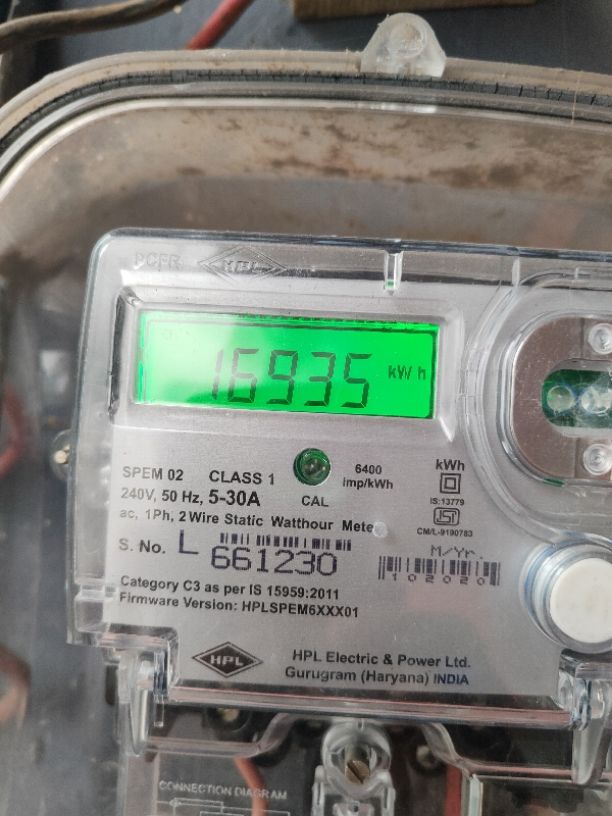 PCFR HPL
16935 kWh
SPEM 02 CLASS 1
6400 imp/kWh
kWh
240V, 50 Hz, 5-30A
CAL
IS:13779
ac, 1Ph, 2Wire Static Watthour Meter
CM/L-9190783
S. No. L 661230
M/Yr.
102020
Category C3 as per IS 15959:2011
Firmware Version: HPLSPEM6XXX01
HPL
HPL Electric & Power Ltd.
Gurugram (Haryana) INDIA
CONNECTION DIAGRAM